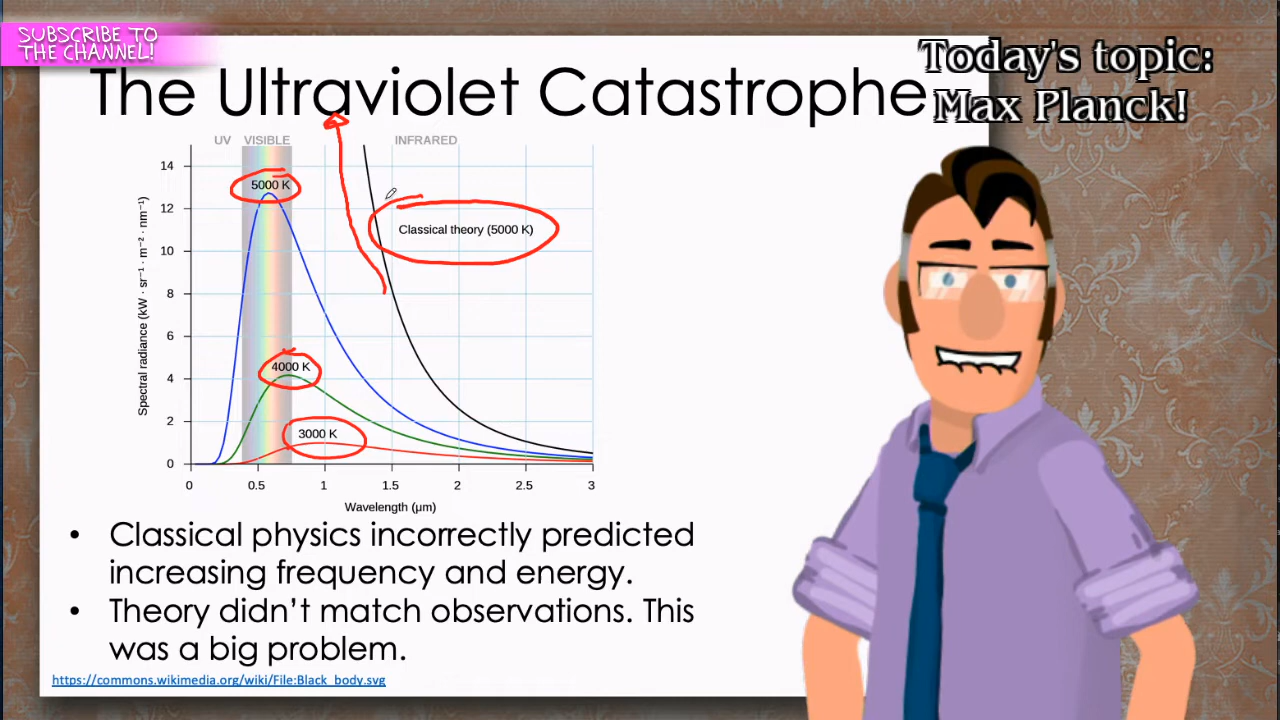 SUBSCRIBE TO
THE CHANNEL!
Today's topic:
Max Planck!
The Ultraviolet Catastrophe
UV VISIBLE INFRARED
14
12
10
8
6
4
2
0
Spectral radiance (kW · sr⁻¹ · m⁻² · nm⁻¹)
5000 K
Classical theory (5000 K)
4000 K
3000 K
0 0.5 1 1.5 2 2.5 3
Wavelength (μm)
• Classical physics incorrectly predicted
increasing frequency and energy.
• Theory didn’t match observations. This
was a big problem.
https://commons.wikimedia.org/wiki/File:Black_body.svg